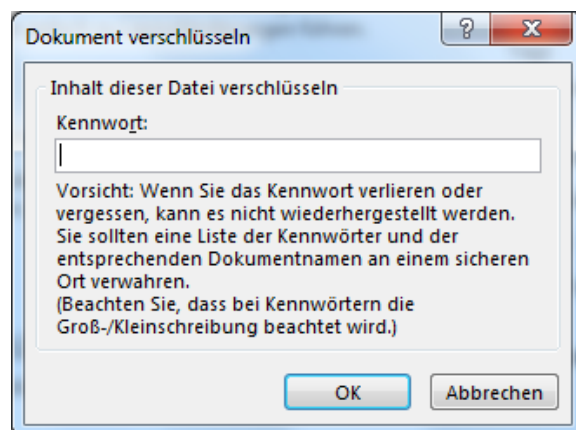 Dokument verschlüsseln
Inhalt dieser Datei verschlüsseln
Kennwort:
Vorsicht: Wenn Sie das Kennwort verlieren oder
vergessen, kann es nicht wiederhergestellt werden.
Sie sollten eine Liste der Kennwörter und der
entsprechenden Dokumentnamen an einem sicheren
Ort verwahren.
(Beachten Sie, dass bei Kennwörtern die
Groß-/Kleinschreibung beachtet wird.)
OK Abbrechen